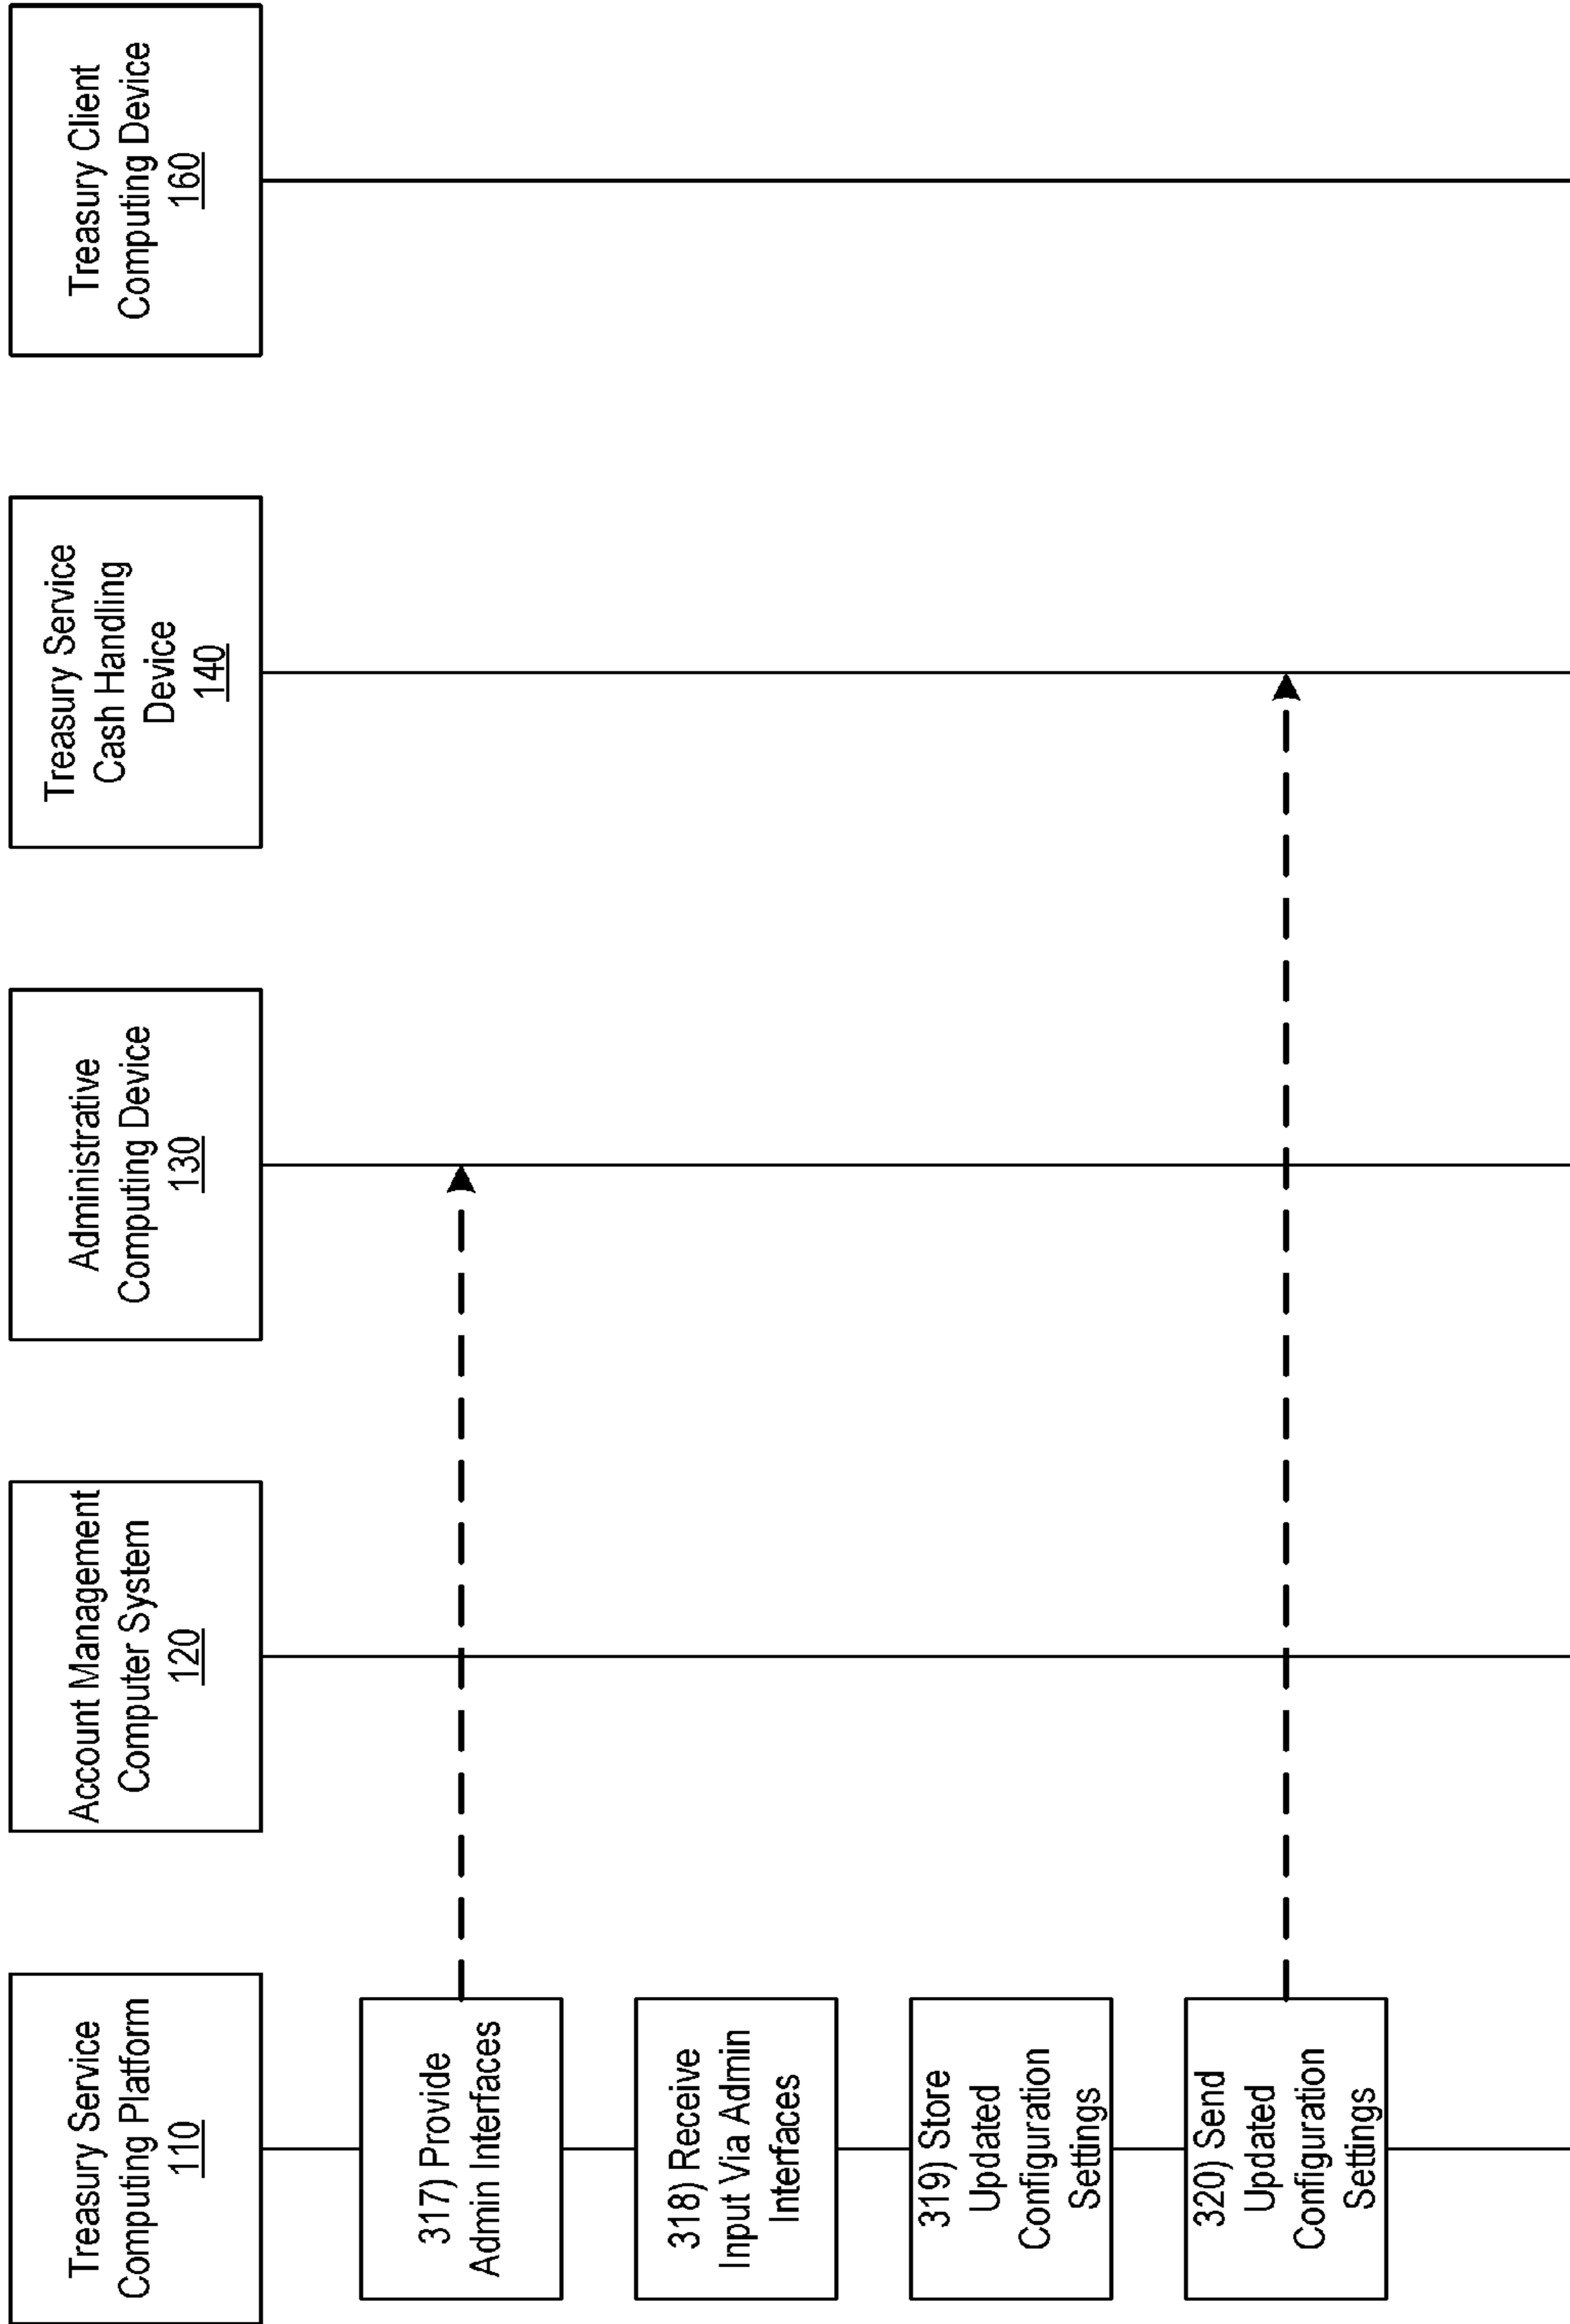 Treasury Service
Computing Platform
110
Account Management
Computer System
120
Administrative
Computing Device
130
Treasury Service
Cash Handling
Device
140
Treasury Client
Computing Device
160
317) Provide
Admin Interfaces
318) Receive
Input Via Admin
Interfaces
319) Store
Updated
Configuration
Settings
320) Send
Updated
Configuration
Settings